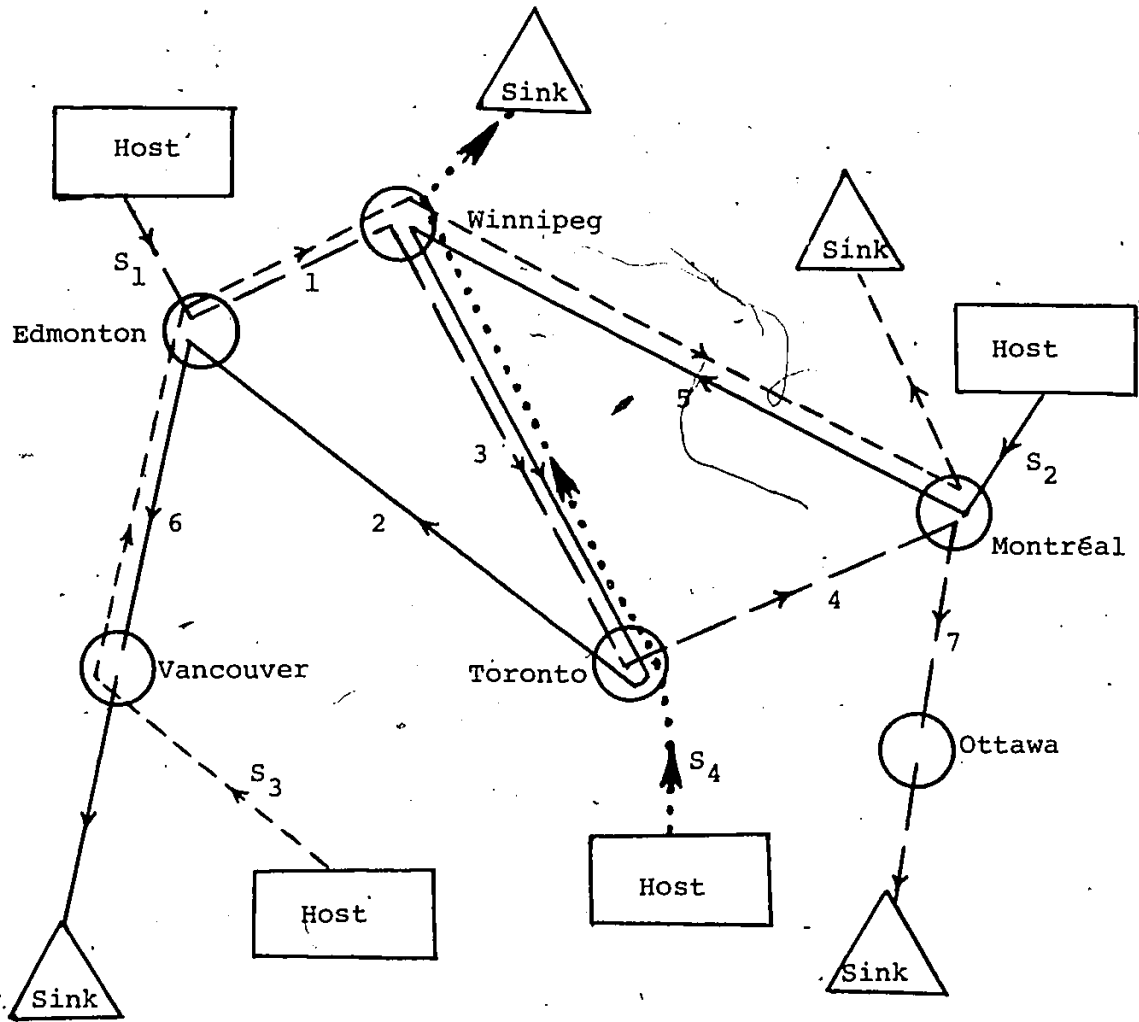 Sink
Host
Winnipeg
Sink
S1
1
Host
Edmonton
5
3
S2
6
2
Montréal
4
7
Vancouver
Toronto
Ottawa
S4
S3
Host
Host
Sink
Sink